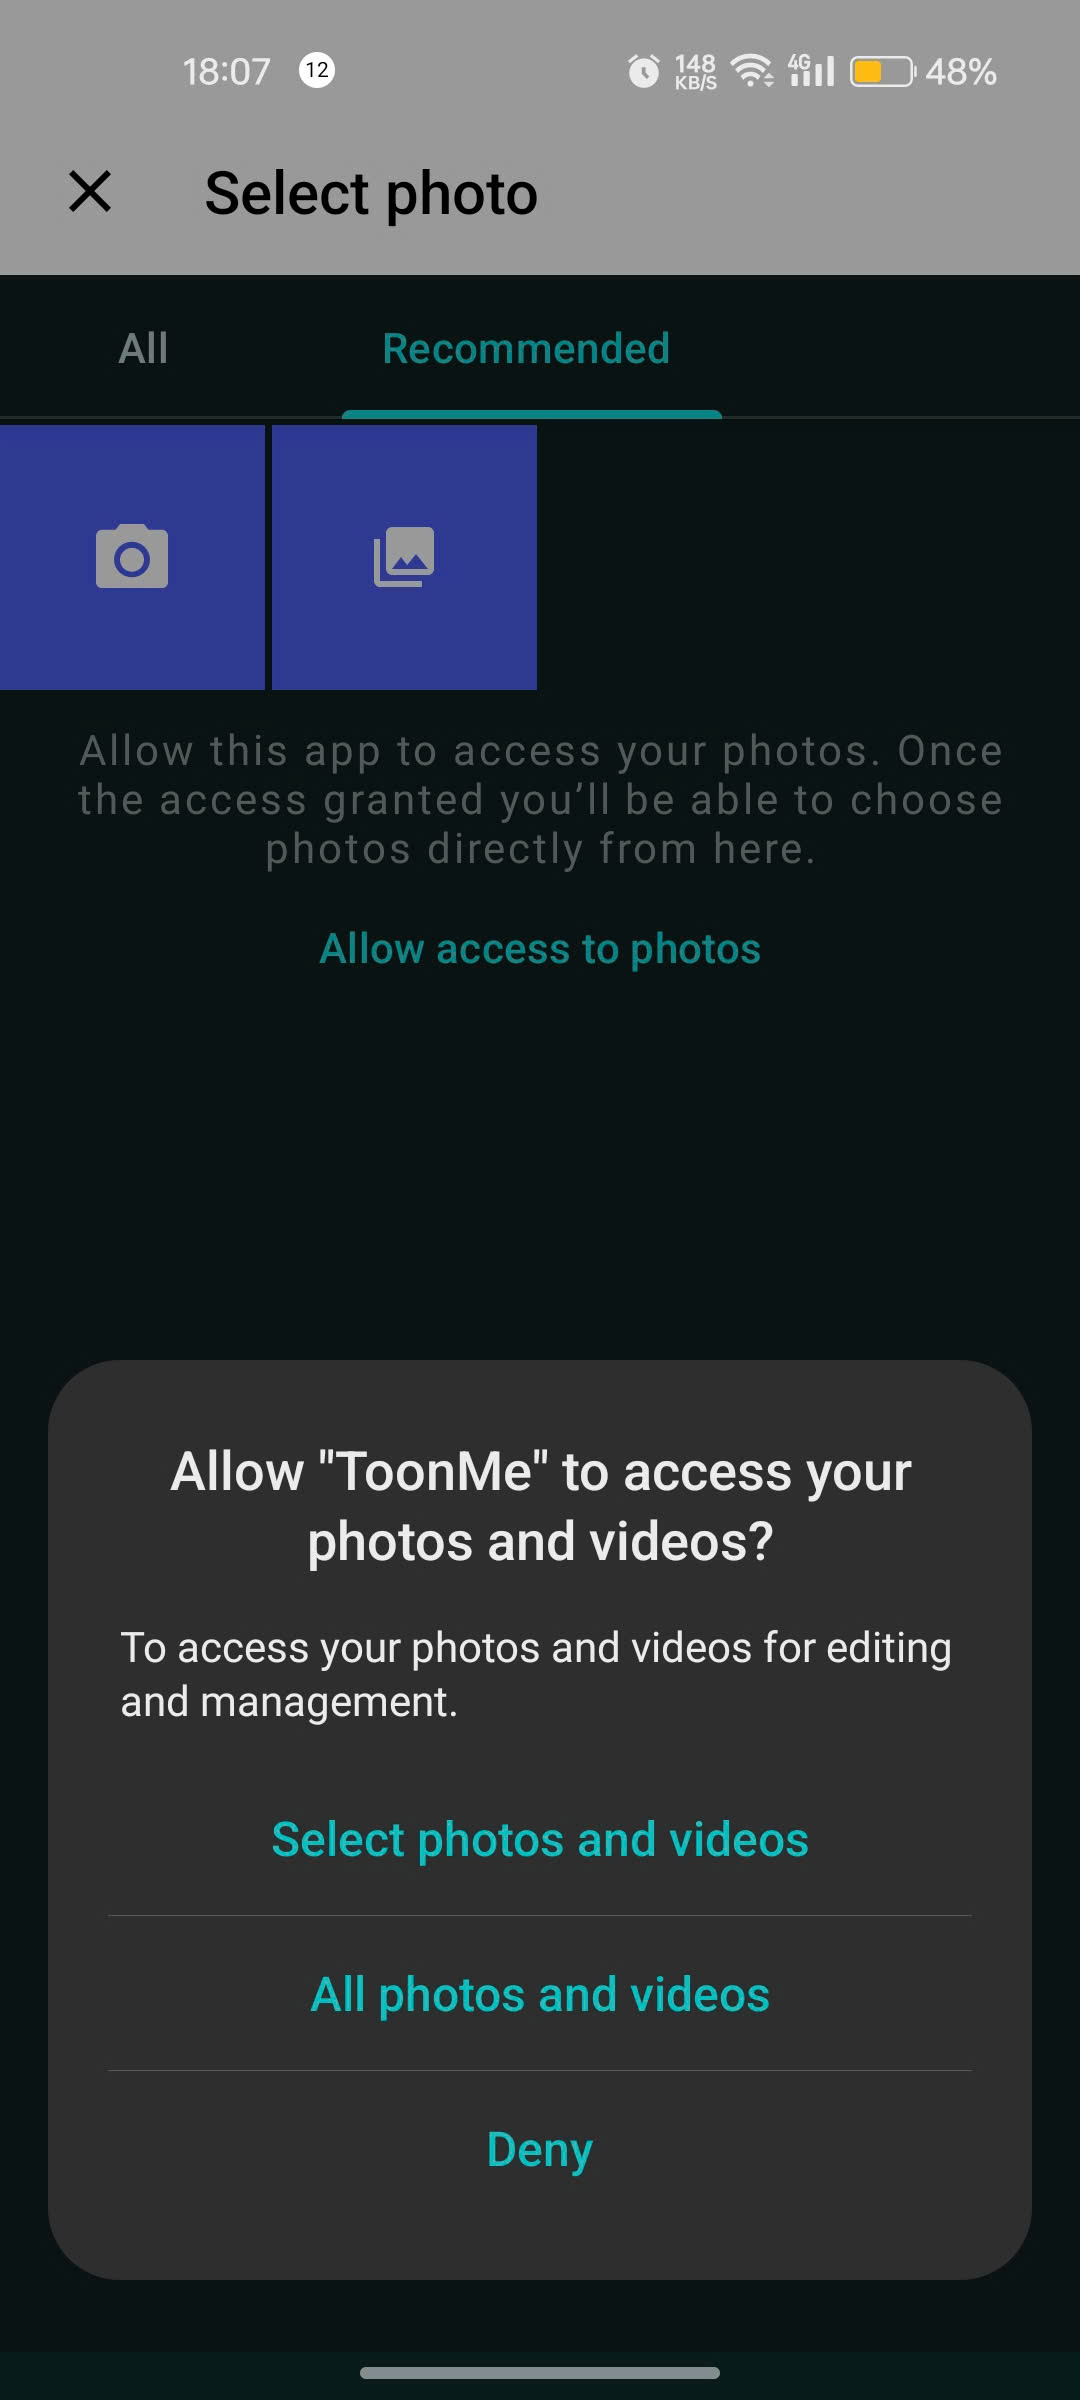 18:07 12 148 KB/S 4G 48%
Select photo
All Recommended
Allow this app to access your photos. Once
the access granted you’ll be able to choose
photos directly from here.
Allow access to photos
Allow "ToonMe" to access your
photos and videos?
To access your photos and videos for editing
and management.
Select photos and videos
All photos and videos
Deny